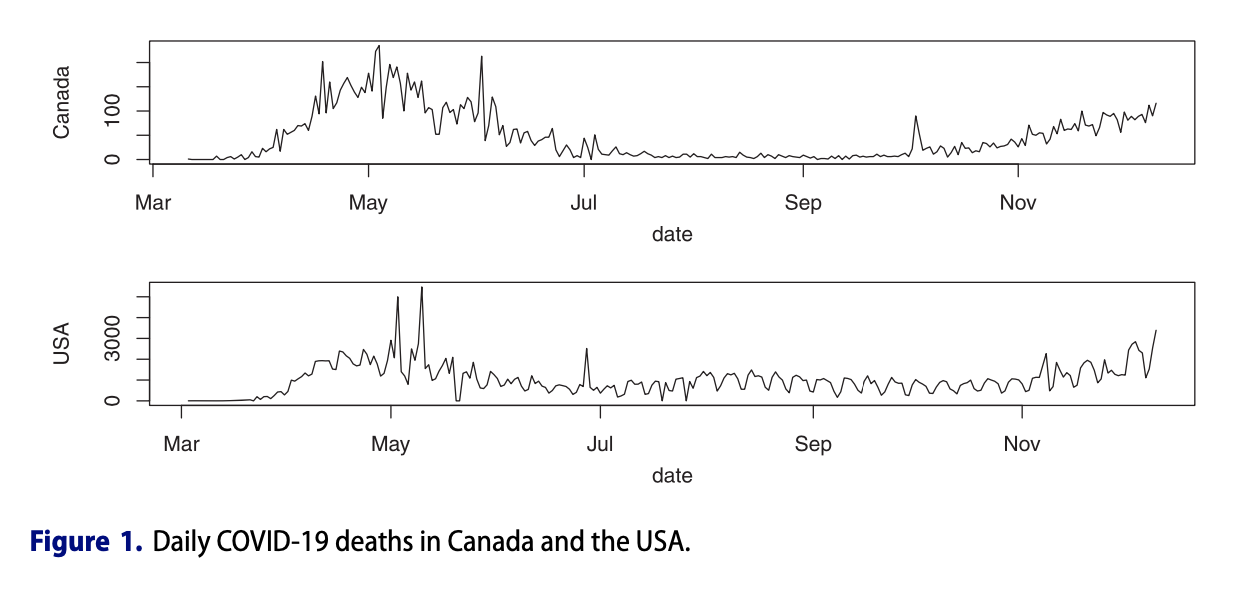 Canada
100
0
Mar May Jul Sep Nov
date
USA
3000
0
Mar May Jul Sep Nov
date
Figure 1. Daily COVID-19 deaths in Canada and the USA.